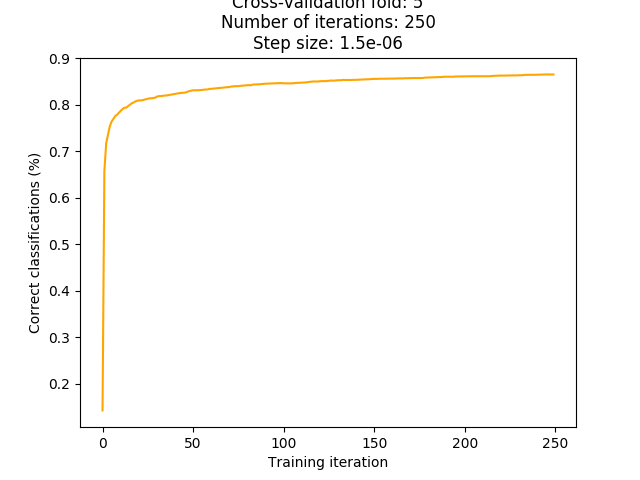 Cross-validation fold: 5
Number of iterations: 250
Step size: 1.5e-06
0.9
0.8
0.7
0.6
0.5
0.4
0.3
0.2
Correct classifications (%)
0 50 100 150 200 250
Training iteration